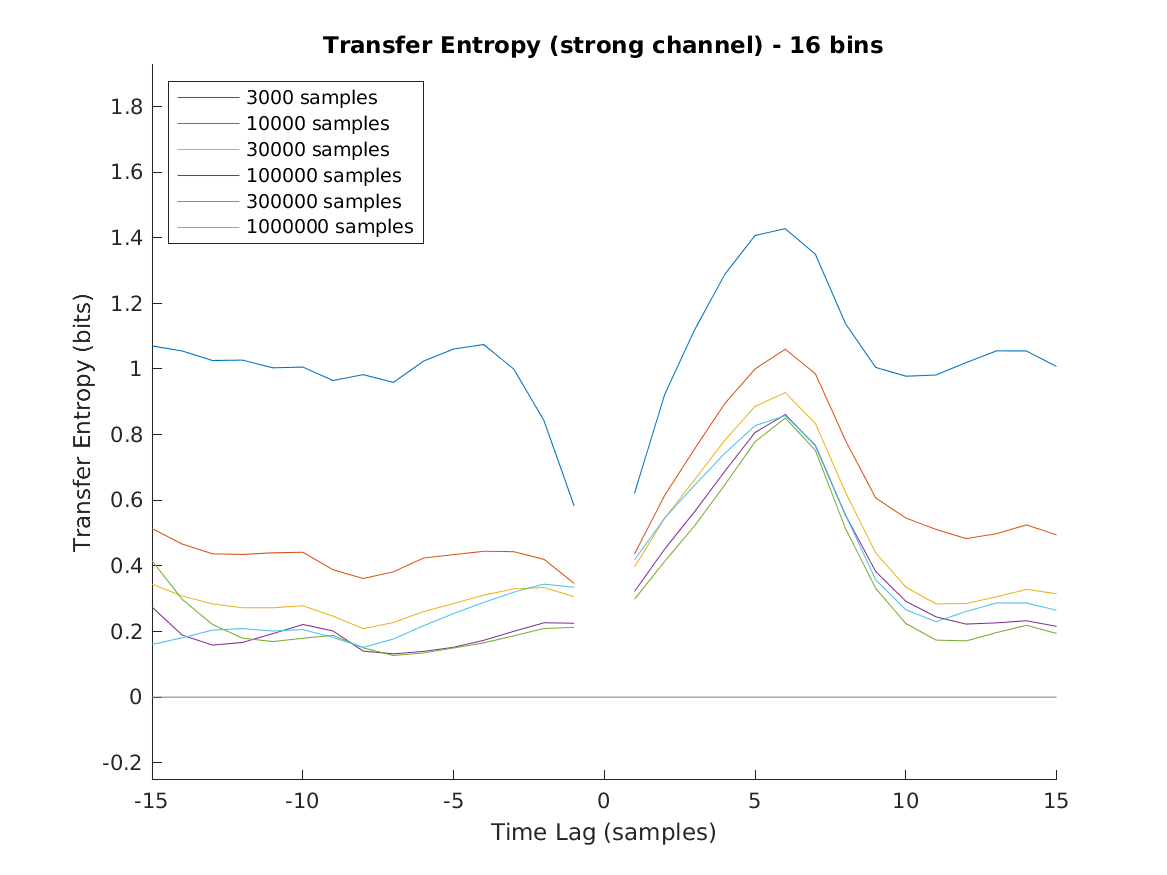 Transfer Entropy (strong channel) - 16 bins
3000 samples
10000 samples
30000 samples
100000 samples
300000 samples
1000000 samples
1.8
1.6
1.4
1.2
1
0.8
0.6
0.4
0.2
0
-0.2
Transfer Entropy (bits)
-15
-10
-5
0
5
10
15
Time Lag (samples)